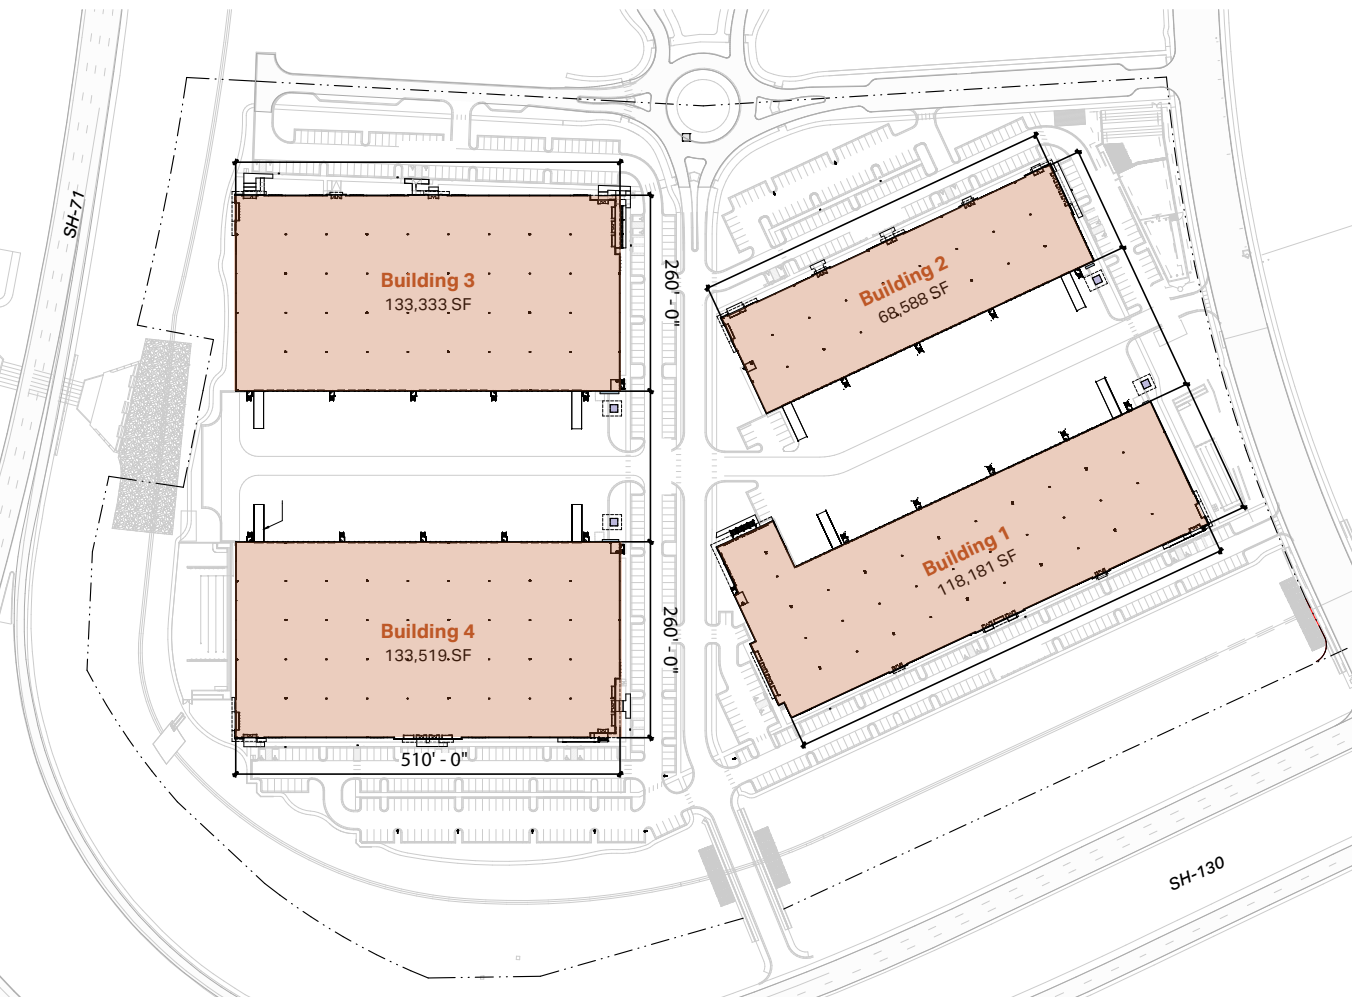 SH-71
Building 3
133,333 SF
260' - 0"
Building 2
68,588 SF
Building 1
118,181 SF
Building 4
133,519 SF
260' - 0"
510' - 0"
SH-130